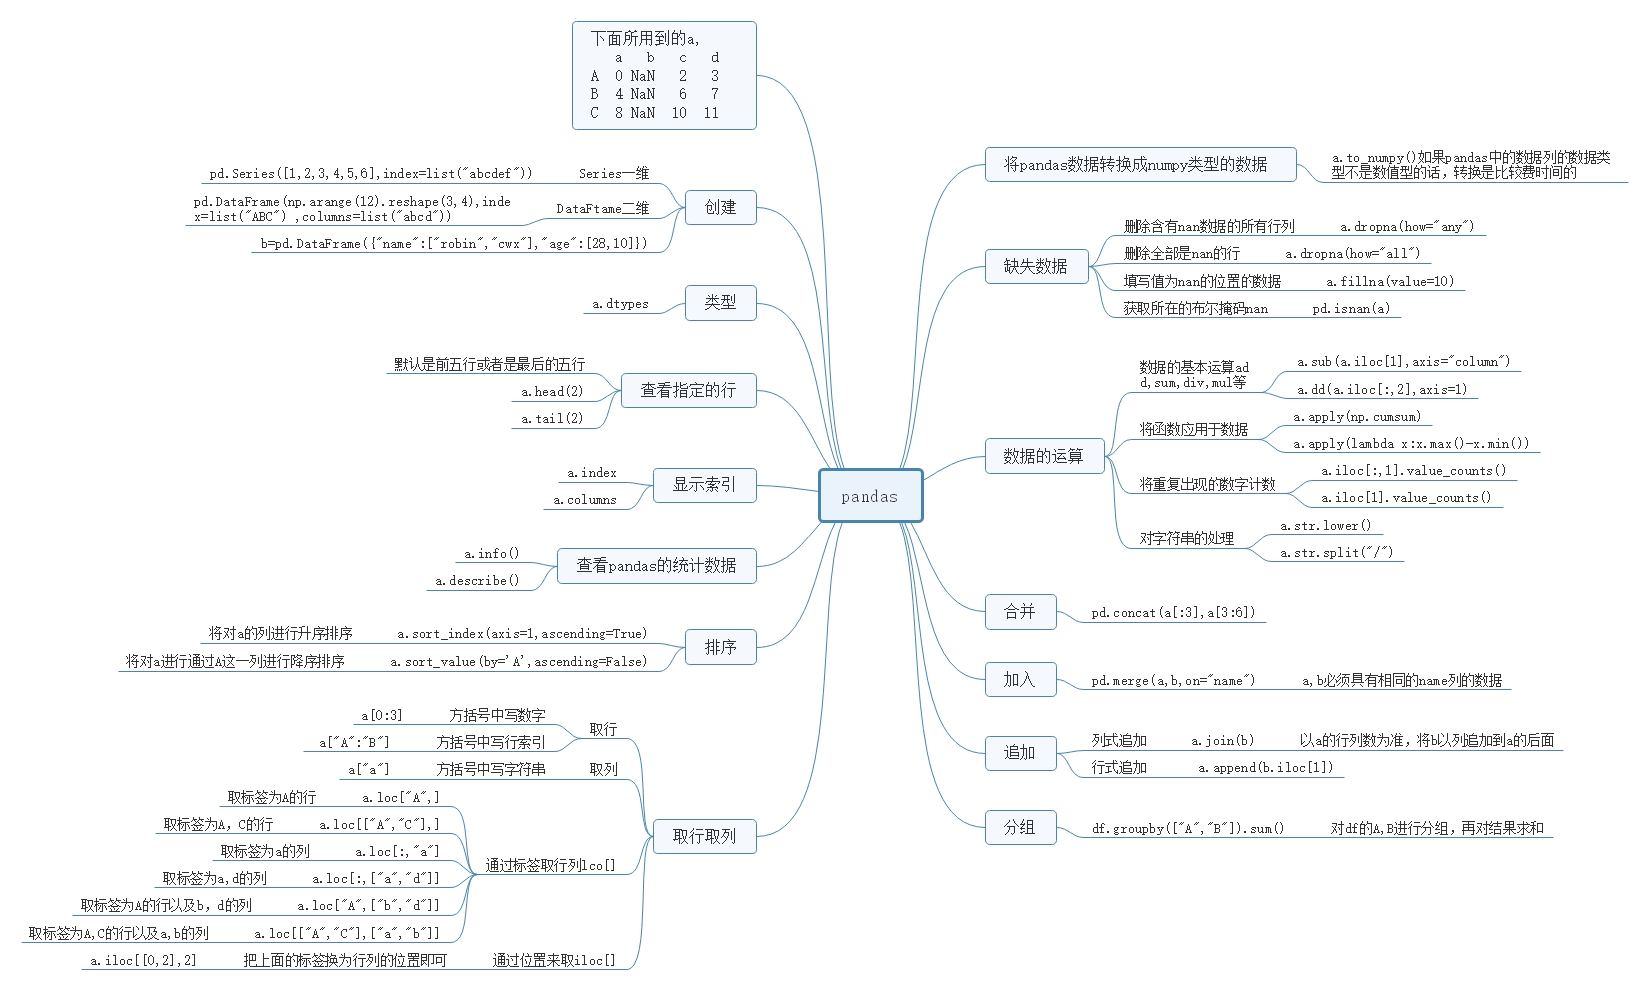 下面所用到的a,
a b c d
A 0 NaN 2 3
B 4 NaN 6 7
C 8 NaN 10 11
pandas
创建
Series一维
pd.Series([1,2,3,4,5,6],index=list("abcdef"))
DataFtame二维
pd.DataFrame(np.arange(12).reshape(3,4),inde
x=list("ABC") ,columns=list("abcd"))
b=pd.DataFrame({"name":["robin","cwx"],"age":[28,10]})
类型
a.dtypes
查看指定的行
默认是前五行或者是最后的五行
a.head(2)
a.tail(2)
显示索引
a.index
a.columns
查看pandas的统计数据
a.info()
a.describe()
排序
将对a的列进行升序排序
a.sort_index(axis=1,ascending=True)
将对a进行通过A这一列进行降序排序
a.sort_value(by='A',ascending=False)
取行取列
取行
方括号中写数字
a[0:3]
方括号中写行索引
a["A":"B"]
取列
方括号中写字符串
a["a"]
通过标签取行列lco[]
取标签为A的行
a.loc["A",]
取标签为A，C的行
a.loc[["A","C"],]
取标签为a的列
a.loc[:,"a"]
取标签为a,d的列
a.loc[:,["a","d"]]
取标签为A的行以及b，d的列
a.loc["A",["b","d"]]
取标签为A,C的行以及a,b的列
a.loc[["A","C"],["a","b"]]
通过位置来取iloc[]
把上面的标签换为行列的位置即可
a.iloc[[0,2],2]
将pandas数据转换成numpy类型的数据
a.to_numpy()如果pandas中的数据列的数据类
型不是数值型的话，转换是比较费时间的
缺失数据
删除含有nan数据的所有行列
a.dropna(how="any")
删除全部是nan的行
a.dropna(how="all")
填写值为nan的位置的数据
a.fillna(value=10)
获取所在的布尔掩码nan
pd.isnan(a)
数据的运算
数据的基本运算ad
d,sum,div,mul等
a.sub(a.iloc[1],axis="column")
a.dd(a.iloc[:,2],axis=1)
将函数应用于数据
a.apply(np.cumsum)
a.apply(lambda x:x.max()-x.min())
将重复出现的数字计数
a.iloc[:,1].value_counts()
a.iloc[1].value_counts()
对字符串的处理
a.str.lower()
a.str.split("/")
合并
pd.concat(a[:3],a[3:6])
加入
pd.merge(a,b,on="name")
a,b必须具有相同的name列的数据
追加
列式追加
a.join(b)
以a的行列数为准，将b以列追加到a的后面
行式追加
a.append(b.iloc[1])
分组
df.groupby(["A","B"]).sum()
对df的A,B进行分组，再对结果求和